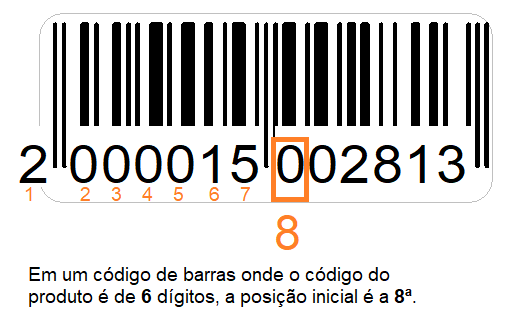 2 000015 002813
1 2 3 4 5 6 7
8
Em um código de barras onde o código do
produto é de 6 dígitos, a posição inicial é a 8ª.